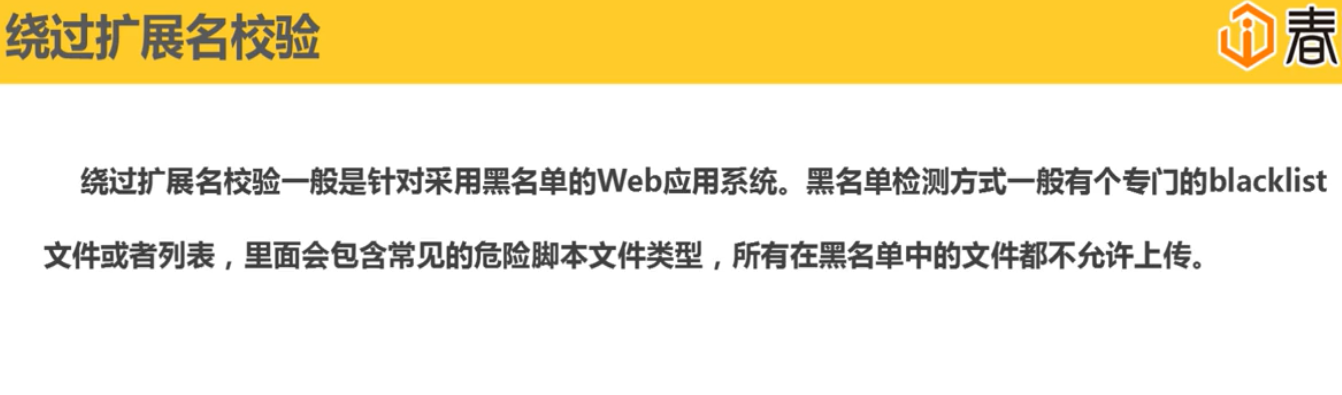 绕过扩展名校验
i春
绕过扩展名校验一般是针对采用黑名单的Web应用系统。黑名单检测方式一般有个专门的blacklist
文件或者列表，里面会包含常见的危险脚本文件类型，所有在黑名单中的文件都不允许上传。